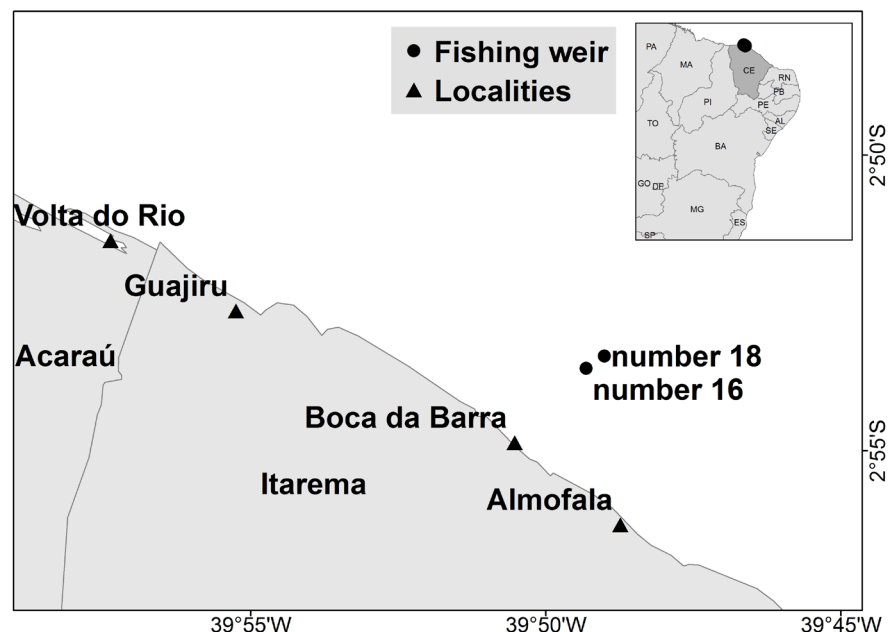 Fishing weir
Localities
PA
MA
CE
RN
PB
PI
PE
AL
SE
TO
BA
GO
DF
MG
ES
SP
2°50'S
Volta do Rio
Guajiru
Acaraú
number 18
number 16
Boca da Barra
2°55'S
Itarema
Almofala
39°55'W
39°50'W
39°45'W